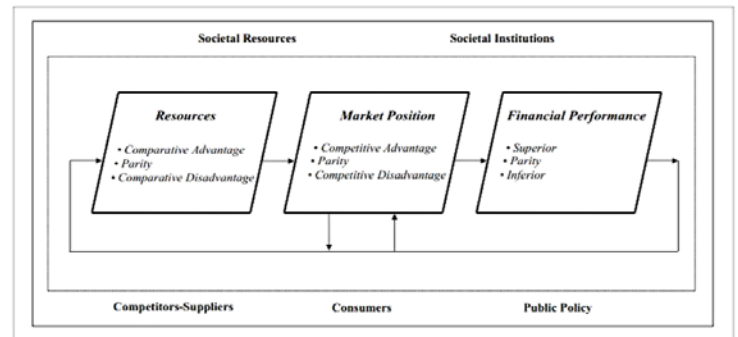 Societal Resources
Societal Institutions
Resources
• Comparative Advantage
• Parity
• Comparative Disadvantage
Market Position
• Competitive Advantage
• Parity
• Competitive Disadvantage
Financial Performance
• Superior
• Parity
• Inferior
Competitors-Suppliers
Consumers
Public Policy